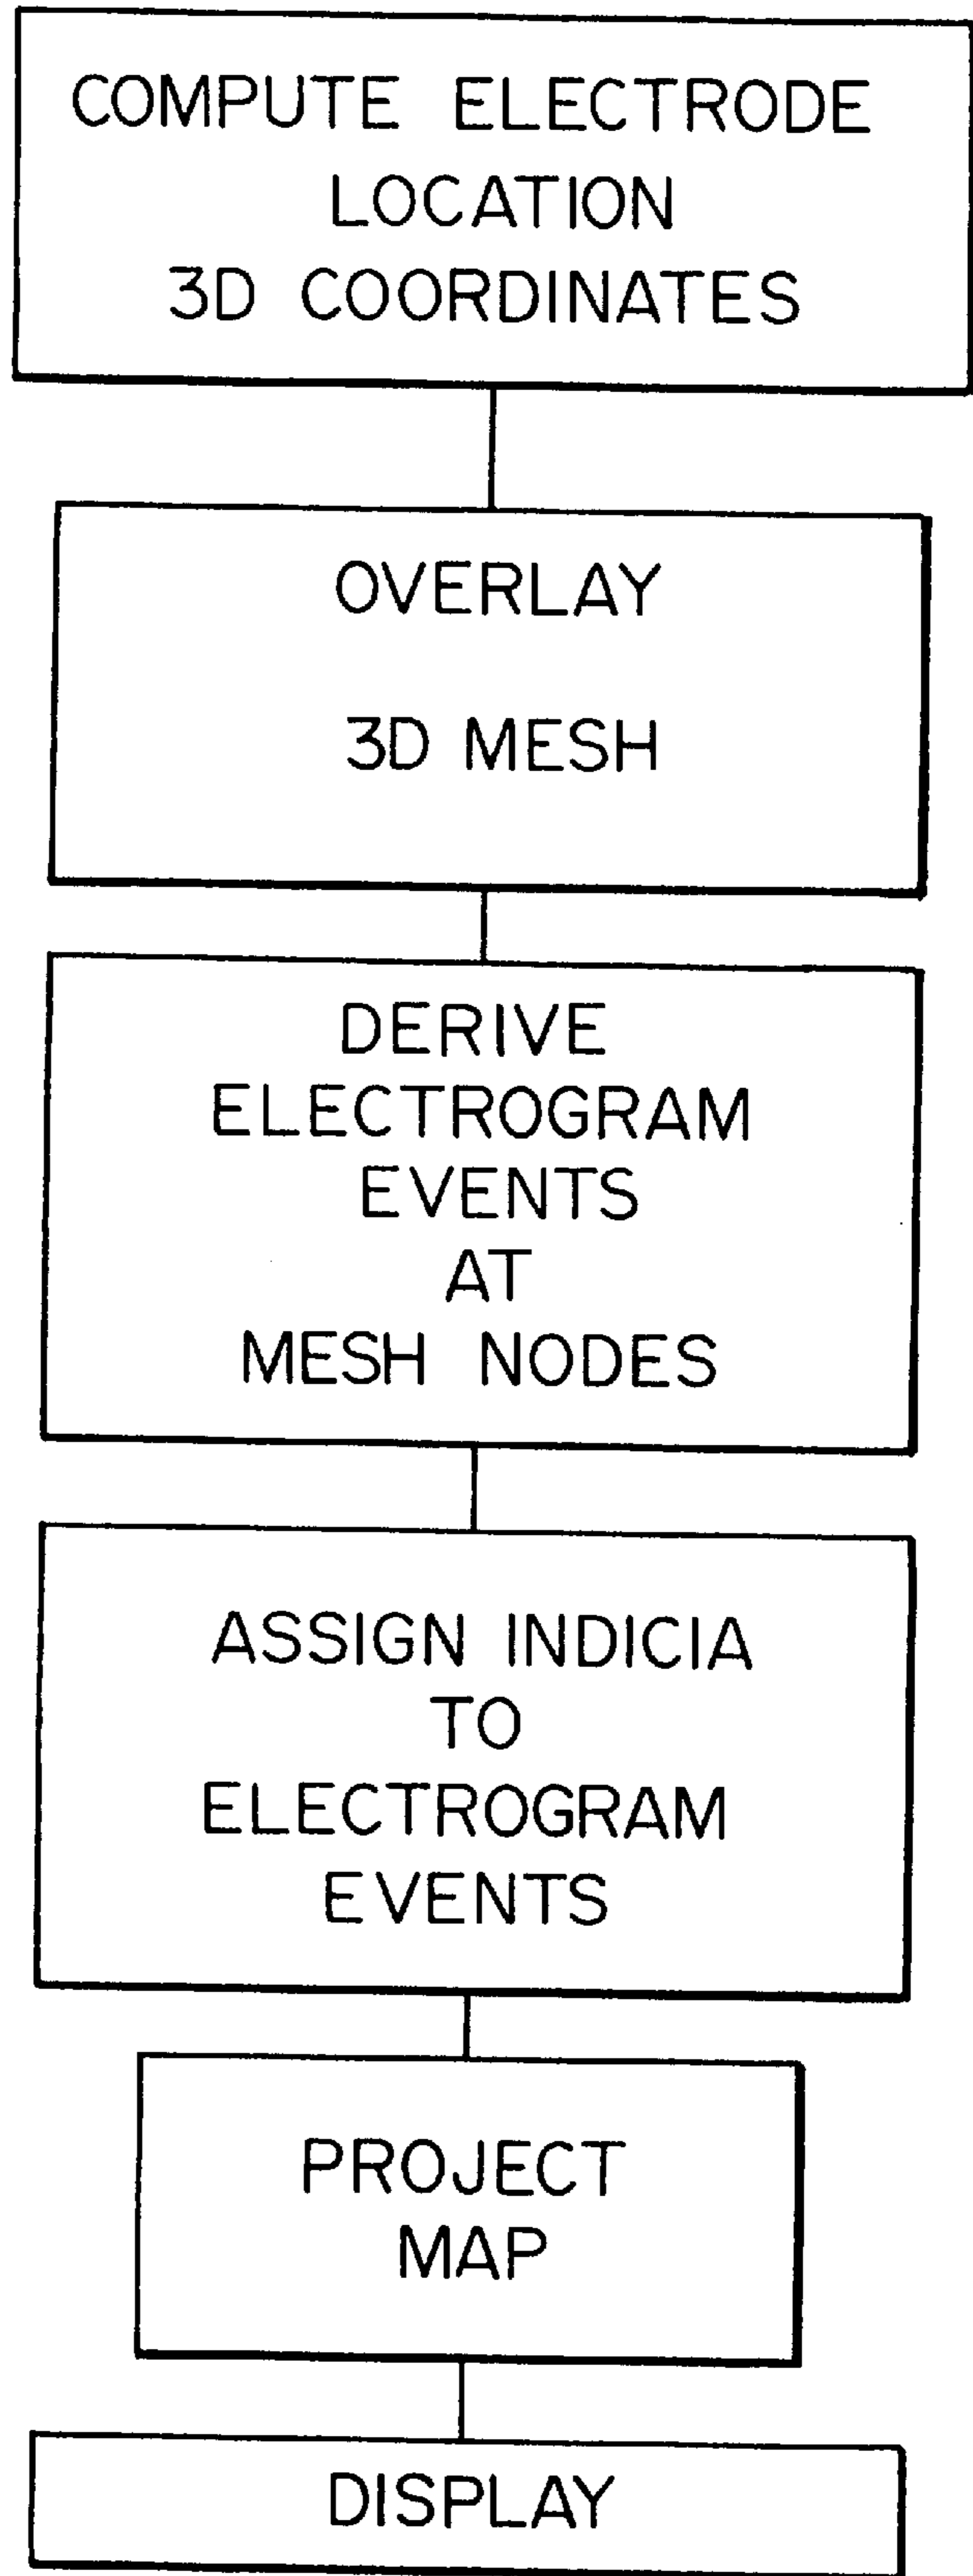 COMPUTE ELECTRODE
LOCATION
3D COORDINATES
OVERLAY
3D MESH
DERIVE
ELECTROGRAM
EVENTS
AT
MESH NODES
ASSIGN INDICIA
TO
ELECTROGRAM
EVENTS
PROJECT
MAP
DISPLAY